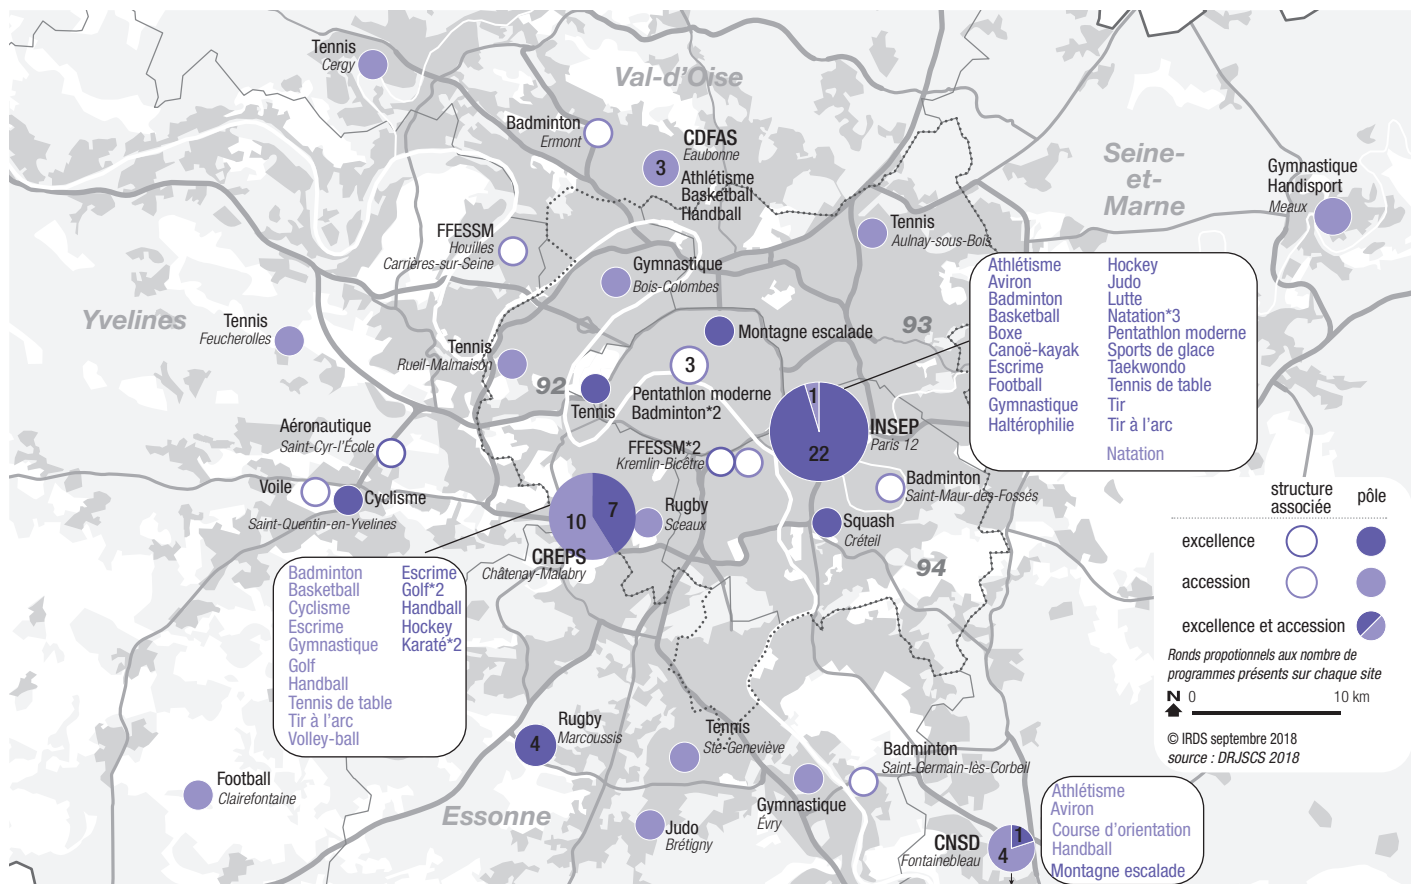 Tennis
Cergy
Val-d'Oise
Badminton
Ermont
CDFAS
Eaubonne
3
Athlétisme
Basketball
Handball
Seine-
et-
Marne
Gymnastique
Handisport
Meaux
FFESSM
Houilles
Carrières-sur-Seine
Tennis
Aulnay-sous-Bois
Gymnastique
Bois-Colombes
Yvelines
Tennis
Feucherolles
Tennis
Rueil-Malmaison
Montagne escalade
93
92
Tennis
3
Pentathlon moderne
Badminton*2
Athlétisme
Aviron
Badminton
Basketball
Boxe
Canoë-kayak
Escrime
Football
Gymnastique
Haltérophilie
Hockey
Judo
Lutte
Natation*3
Pentathlon moderne
Sports de glace
Taekwondo
Tennis de table
Tir
Tir à l'arc
Natation
1
22
INSEP
Paris 12
Aéronautique
Saint-Cyr-l'École
FFESSM*2
Kremlin-Bicêtre
Voile
Cyclisme
Saint-Quentin-en-Yvelines
Badminton
Saint-Maur-des-Fossés
10
7
CREPS
Châtenay-Malabry
Rugby
Sceaux
Squash
Créteil
94
Badminton
Basketball
Cyclisme
Escrime
Gymnastique
Golf
Handball
Tennis de table
Tir à l'arc
Volley-ball
Escrime
Golf*2
Handball
Hockey
Karaté*2
structure
associée
pôle
excellence
accession
excellence et accession
Ronds propotionnels aux nombre de
programmes présents sur chaque site
N 0 10 km
© IRDS septembre 2018
source : DRJSCS 2018
4
Rugby
Marcoussis
Tennis
Ste-Geneviève
Badminton
Saint-Germain-lès-Corbeil
Football
Clairefontaine
Essonne
Gymnastique
Évry
Judo
Brétigny
CNSD
Fontainebleau
1
4
Athlétisme
Aviron
Course d'orientation
Handball
Montagne escalade